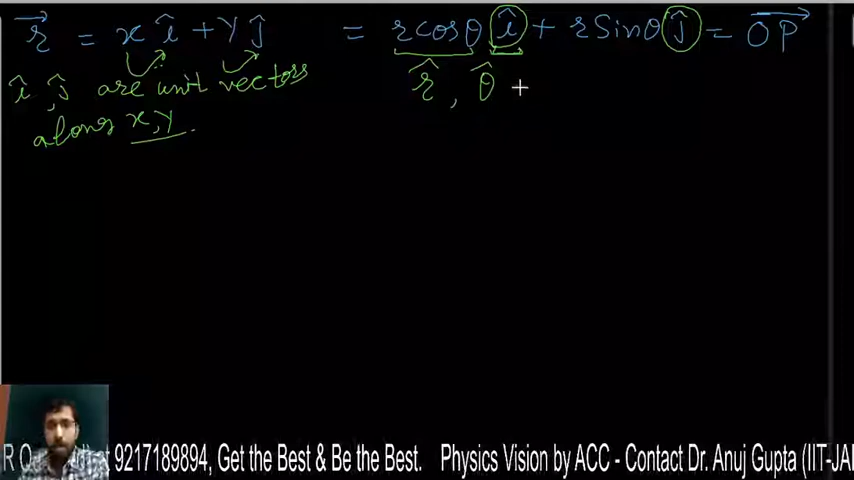 r⃗ = x î + y ĵ = r cosθ î + r Sinθ ĵ = O⃗P⃗
î, ĵ are unit vectors r̂, θ̂
along x, y.
R Q 9217189894, Get the Best & Be the Best. Physics Vision by ACC - Contact Dr. Anuj Gupta (IIT-JA